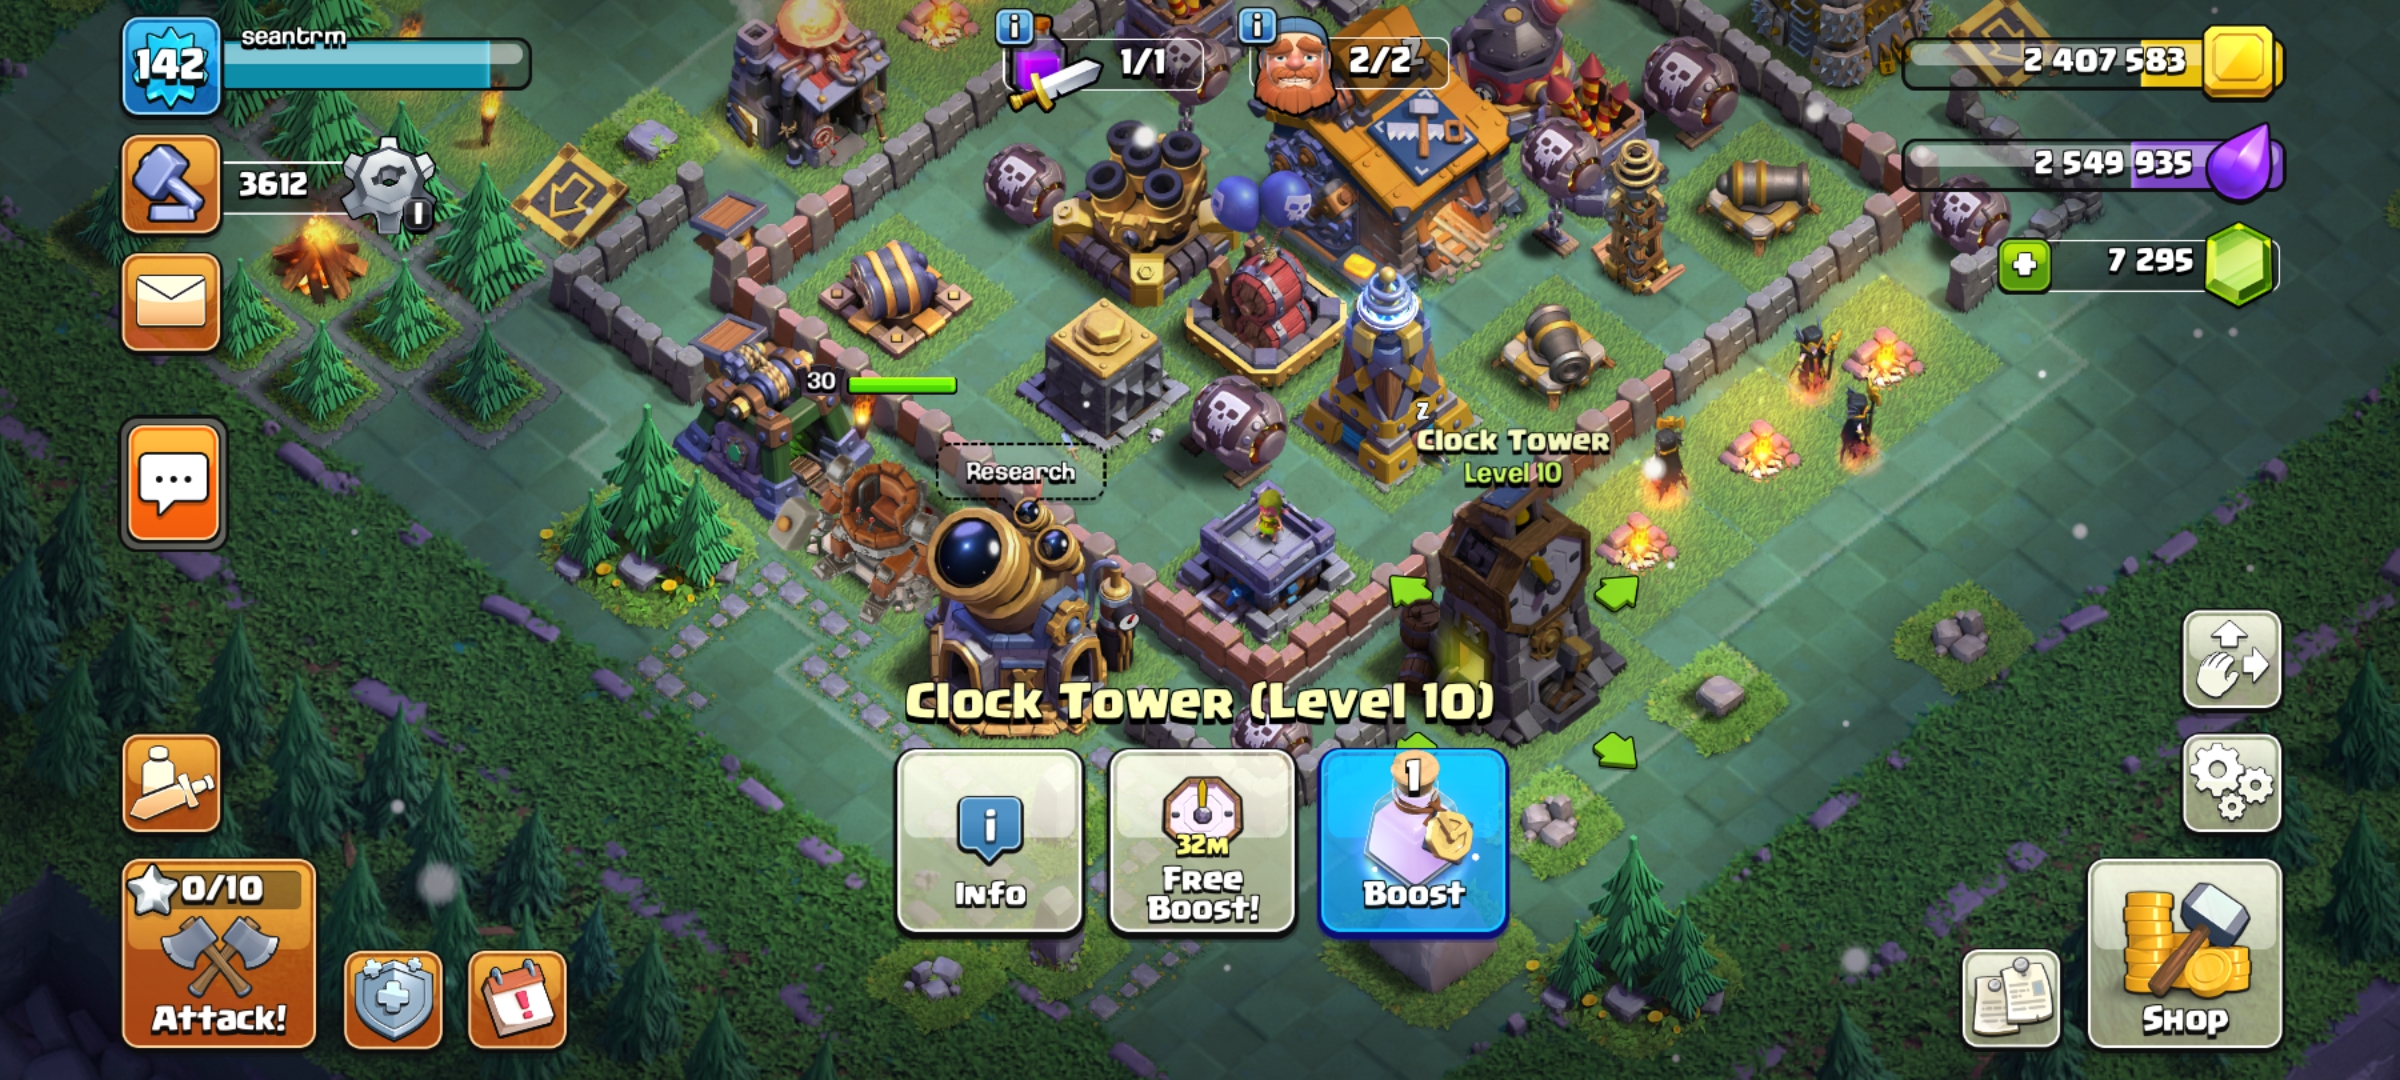 142
seantrm
1/1
2/2
2 407 583
3612
2 549 935
7 295
30
Research
Z
Clock Tower
Level 10
Clock Tower (Level 10)
Info
32M
Free
Boost!
1
Boost
0/10
Attack!
Shop